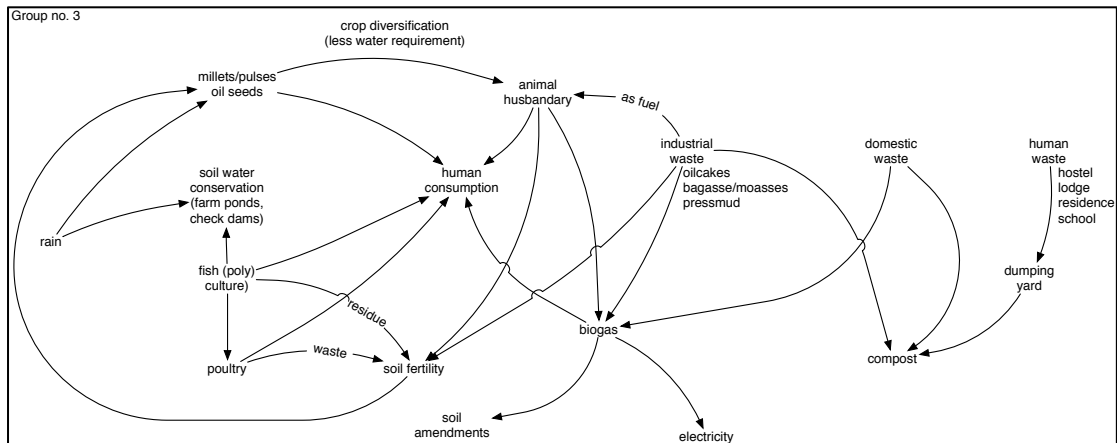 Group no. 3
crop diversification
(less water requirement)
millets/pulses
oil seeds
animal
husbandary
as fuel
industrial
waste
oilcakes
bagasse/moasses
pressmud
domestic
waste
human
waste
hostel
lodge
residence
school
soil water
conservation
(farm ponds,
check dams)
human
consumption
rain
fish (poly)
culture)
dumping
yard
residue
biogas
waste
poultry
soil fertility
compost
soil
amendments
electricity